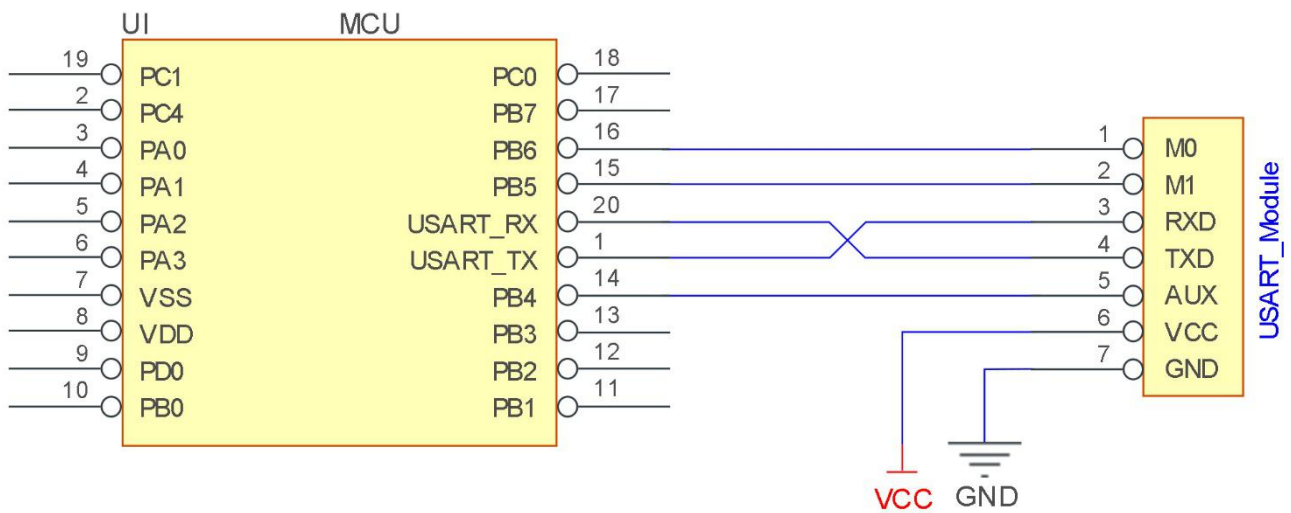 UI MCU
19 PC1 PC0 18
2 PC4 PB7 17
3 PA0 PB6 16 1 M0
4 PA1 PB5 15 2 M1
5 PA2 USART_RX 20 3 RXD
6 PA3 USART_TX 1 4 TXD
7 VSS PB4 14 5 AUX
8 VDD PB3 13 6 VCC
9 PD0 PB2 12 7 GND
10 PB0 PB1 11
USART_Module
VCC GND